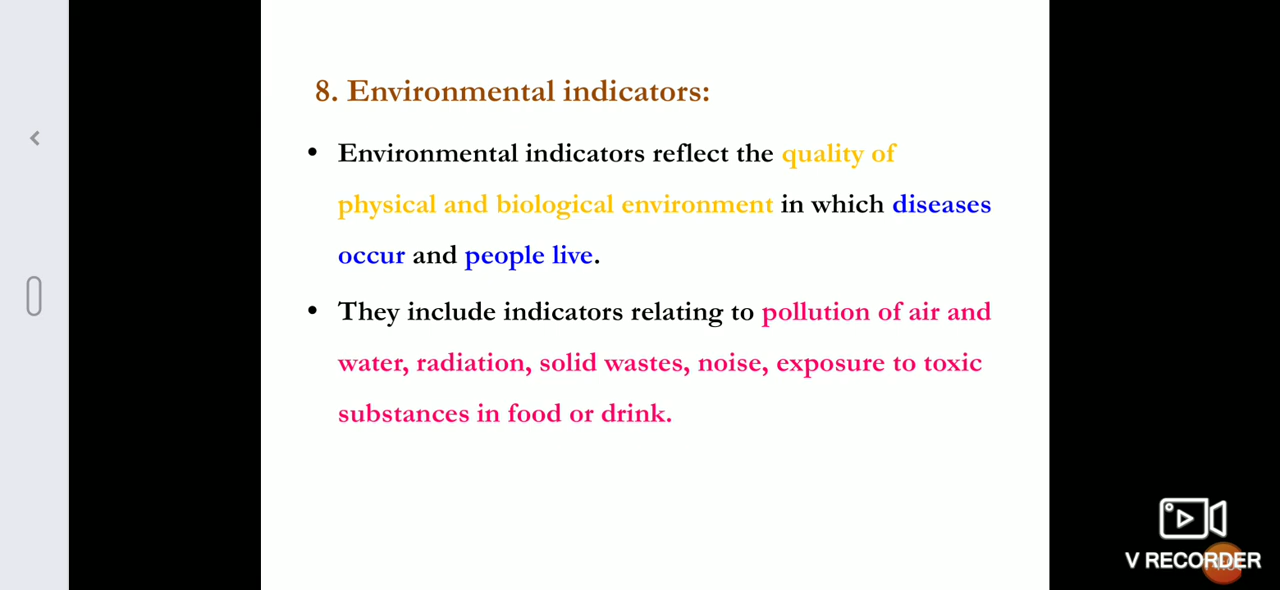 8. Environmental indicators:
• Environmental indicators reflect the quality of
physical and biological environment in which diseases
occur and people live.
• They include indicators relating to pollution of air and
water, radiation, solid wastes, noise, exposure to toxic
substances in food or drink.
V RECORDER